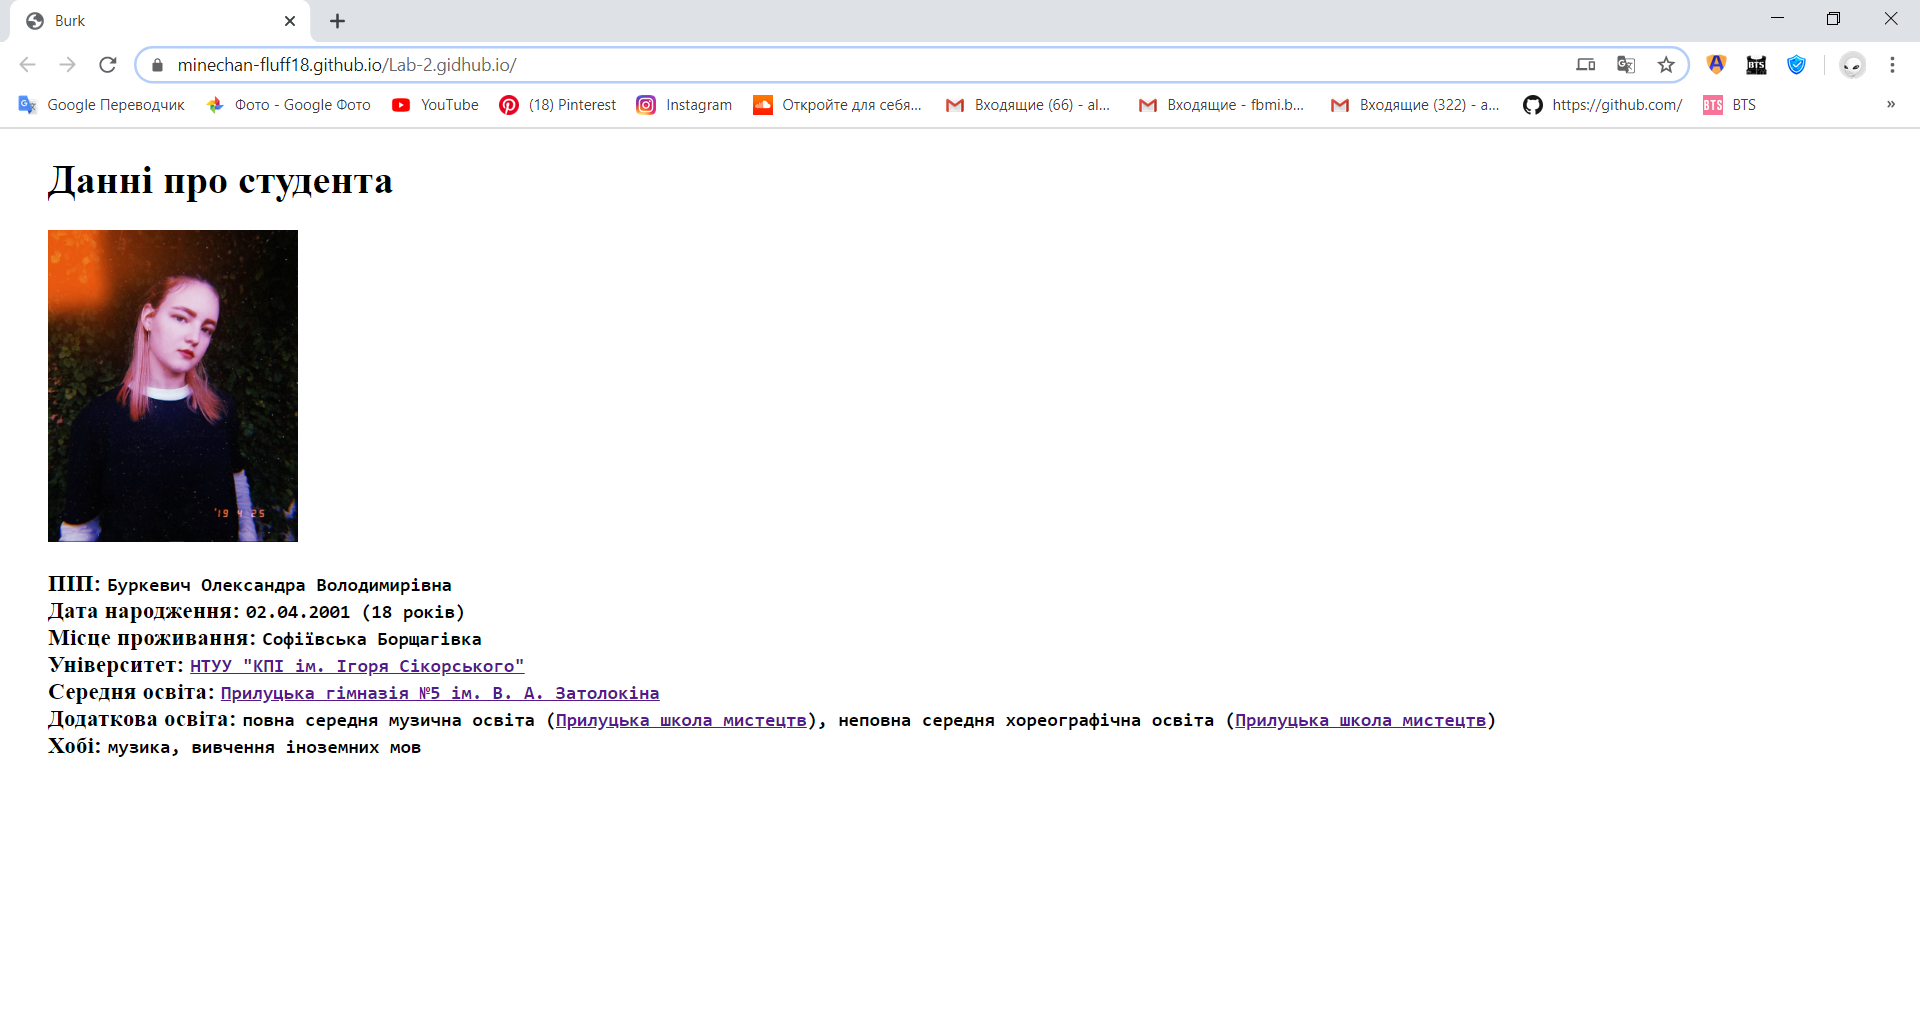 Burk
minechan-fluff18.github.io/Lab-2.gidhub.io/
Google Переводчик Фото - Google Фото YouTube (18) Pinterest Instagram Откройте для себя... Входящие (66) - al... Входящие - fbmi.b... Входящие (322) - a... https://github.com/ BTS BTS »
Данні про студента
'19 4 25
ПІП: Буркевич Олександра Володимирівна
Дата народження: 02.04.2001 (18 років)
Місце проживання: Софіївська Борщагівка
Університет: НТУУ "КПІ ім. Ігоря Сікорського"
Середня освіта: Прилуцька гімназія №5 ім. В. А. Затолокіна
Додаткова освіта: повна середня музична освіта (Прилуцька школа мистецтв), неповна середня хореографічна освіта (Прилуцька школа мистецтв)
Хобі: музика, вивчення іноземних мов